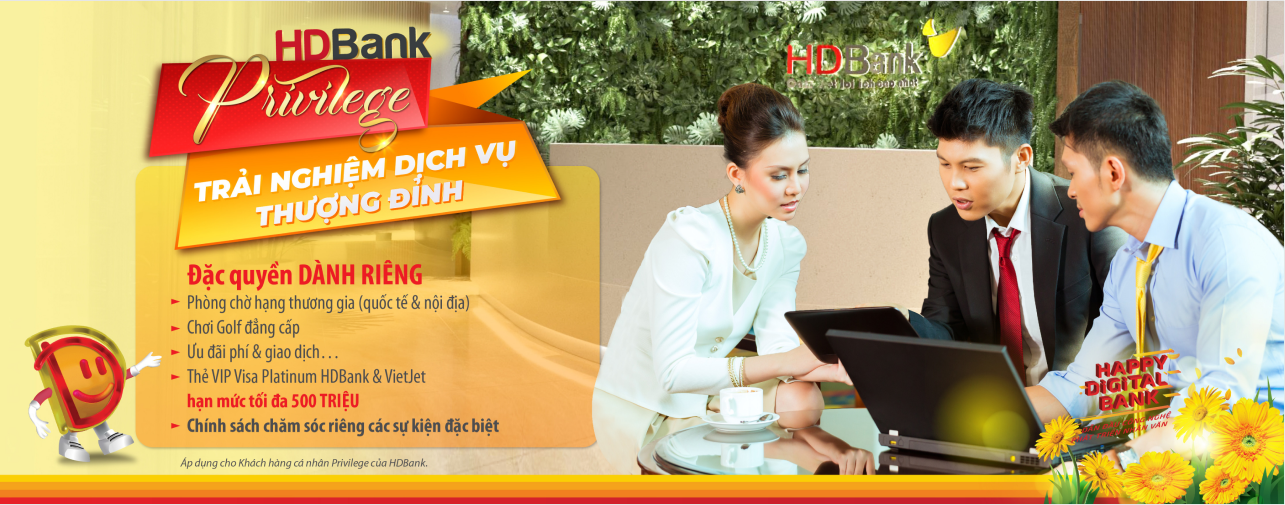 HDBank
Privilege
TRẢI NGHIỆM DỊCH VỤ
THƯỢNG ĐỈNH
Đặc quyền DÀNH RIÊNG
► Phòng chờ hạng thương gia (quốc tế & nội địa)
► Chơi Golf đẳng cấp
► Ưu đãi phí & giao dịch...
► Thẻ VIP Visa Platinum HDBank & VietJet
hạn mức tối đa 500 TRIỆU
► Chính sách chăm sóc riêng các sự kiện đặc biệt
Áp dụng cho Khách hàng cá nhân Privilege của HDBank.
HDBank
HAPPY
DIGITAL
BANK